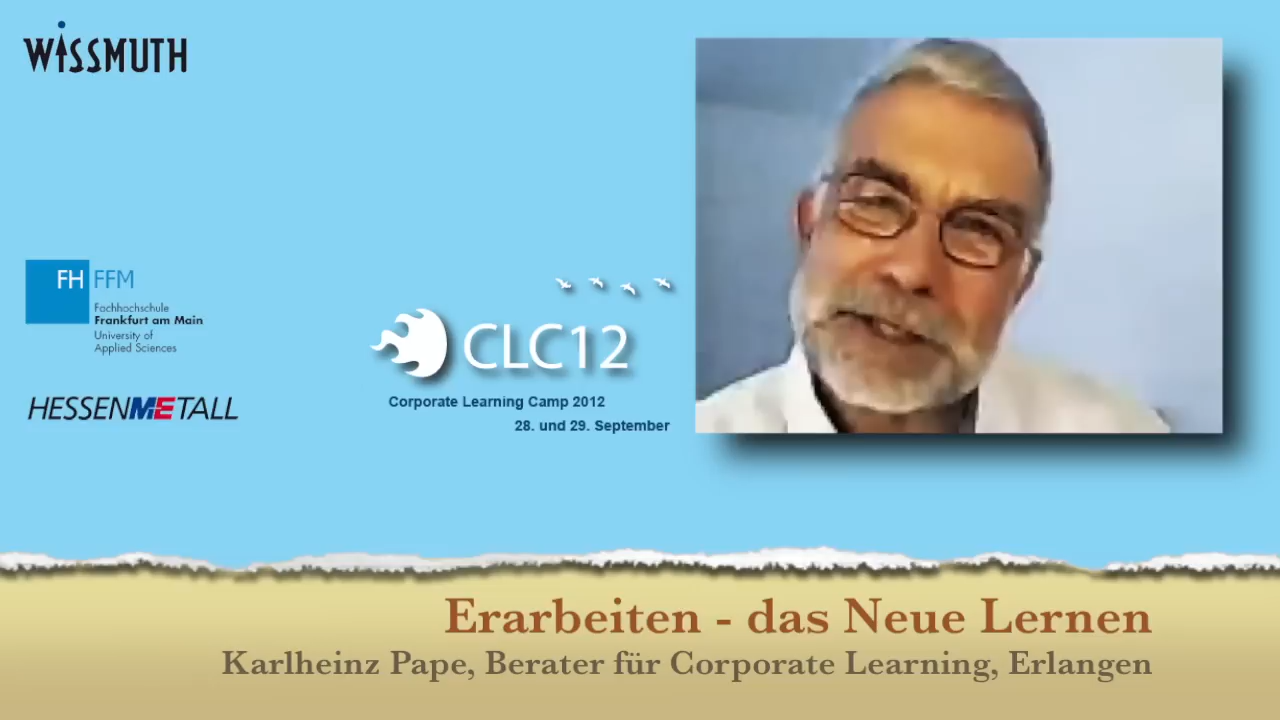 WISSMUTH
FH FFM
Fachhochschule
Frankfurt am Main
University of
Applied Sciences
HESSENMETALL
CLC12
Corporate Learning Camp 2012
28. und 29. September
Erarbeiten - das Neue Lernen
Karlheinz Pape, Berater für Corporate Learning, Erlangen